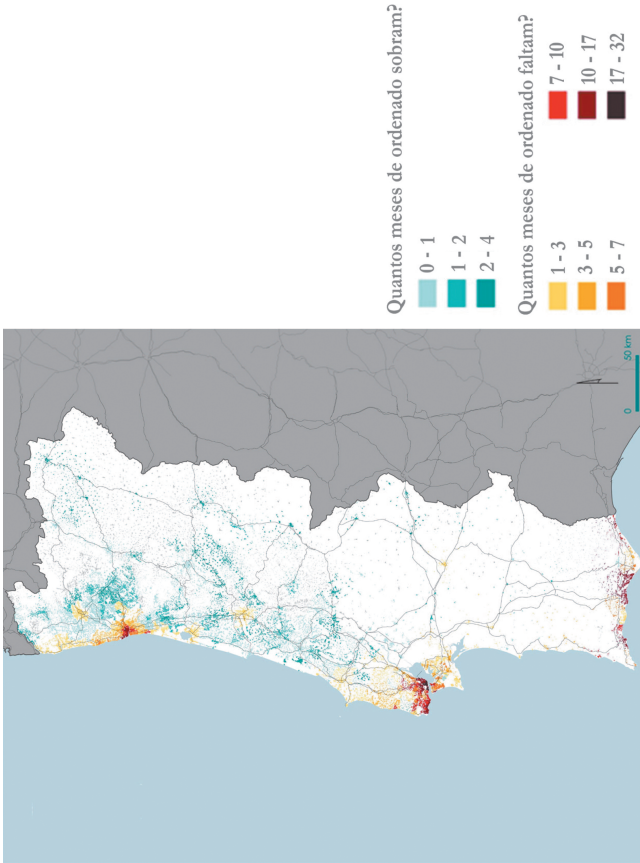 Quantos meses de ordenado sobram?
0 - 1
1 - 2
2 - 4
Quantos meses de ordenado faltam?
1 - 3
3 - 5
5 - 7
7 - 10
10 - 17
17 - 32
0 50 km